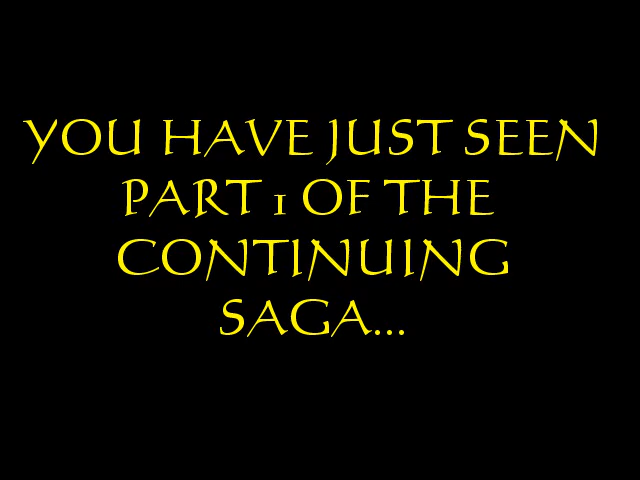 YOU HAVE JUST SEEN
PART 1 OF THE
CONTINUING
SAGA...